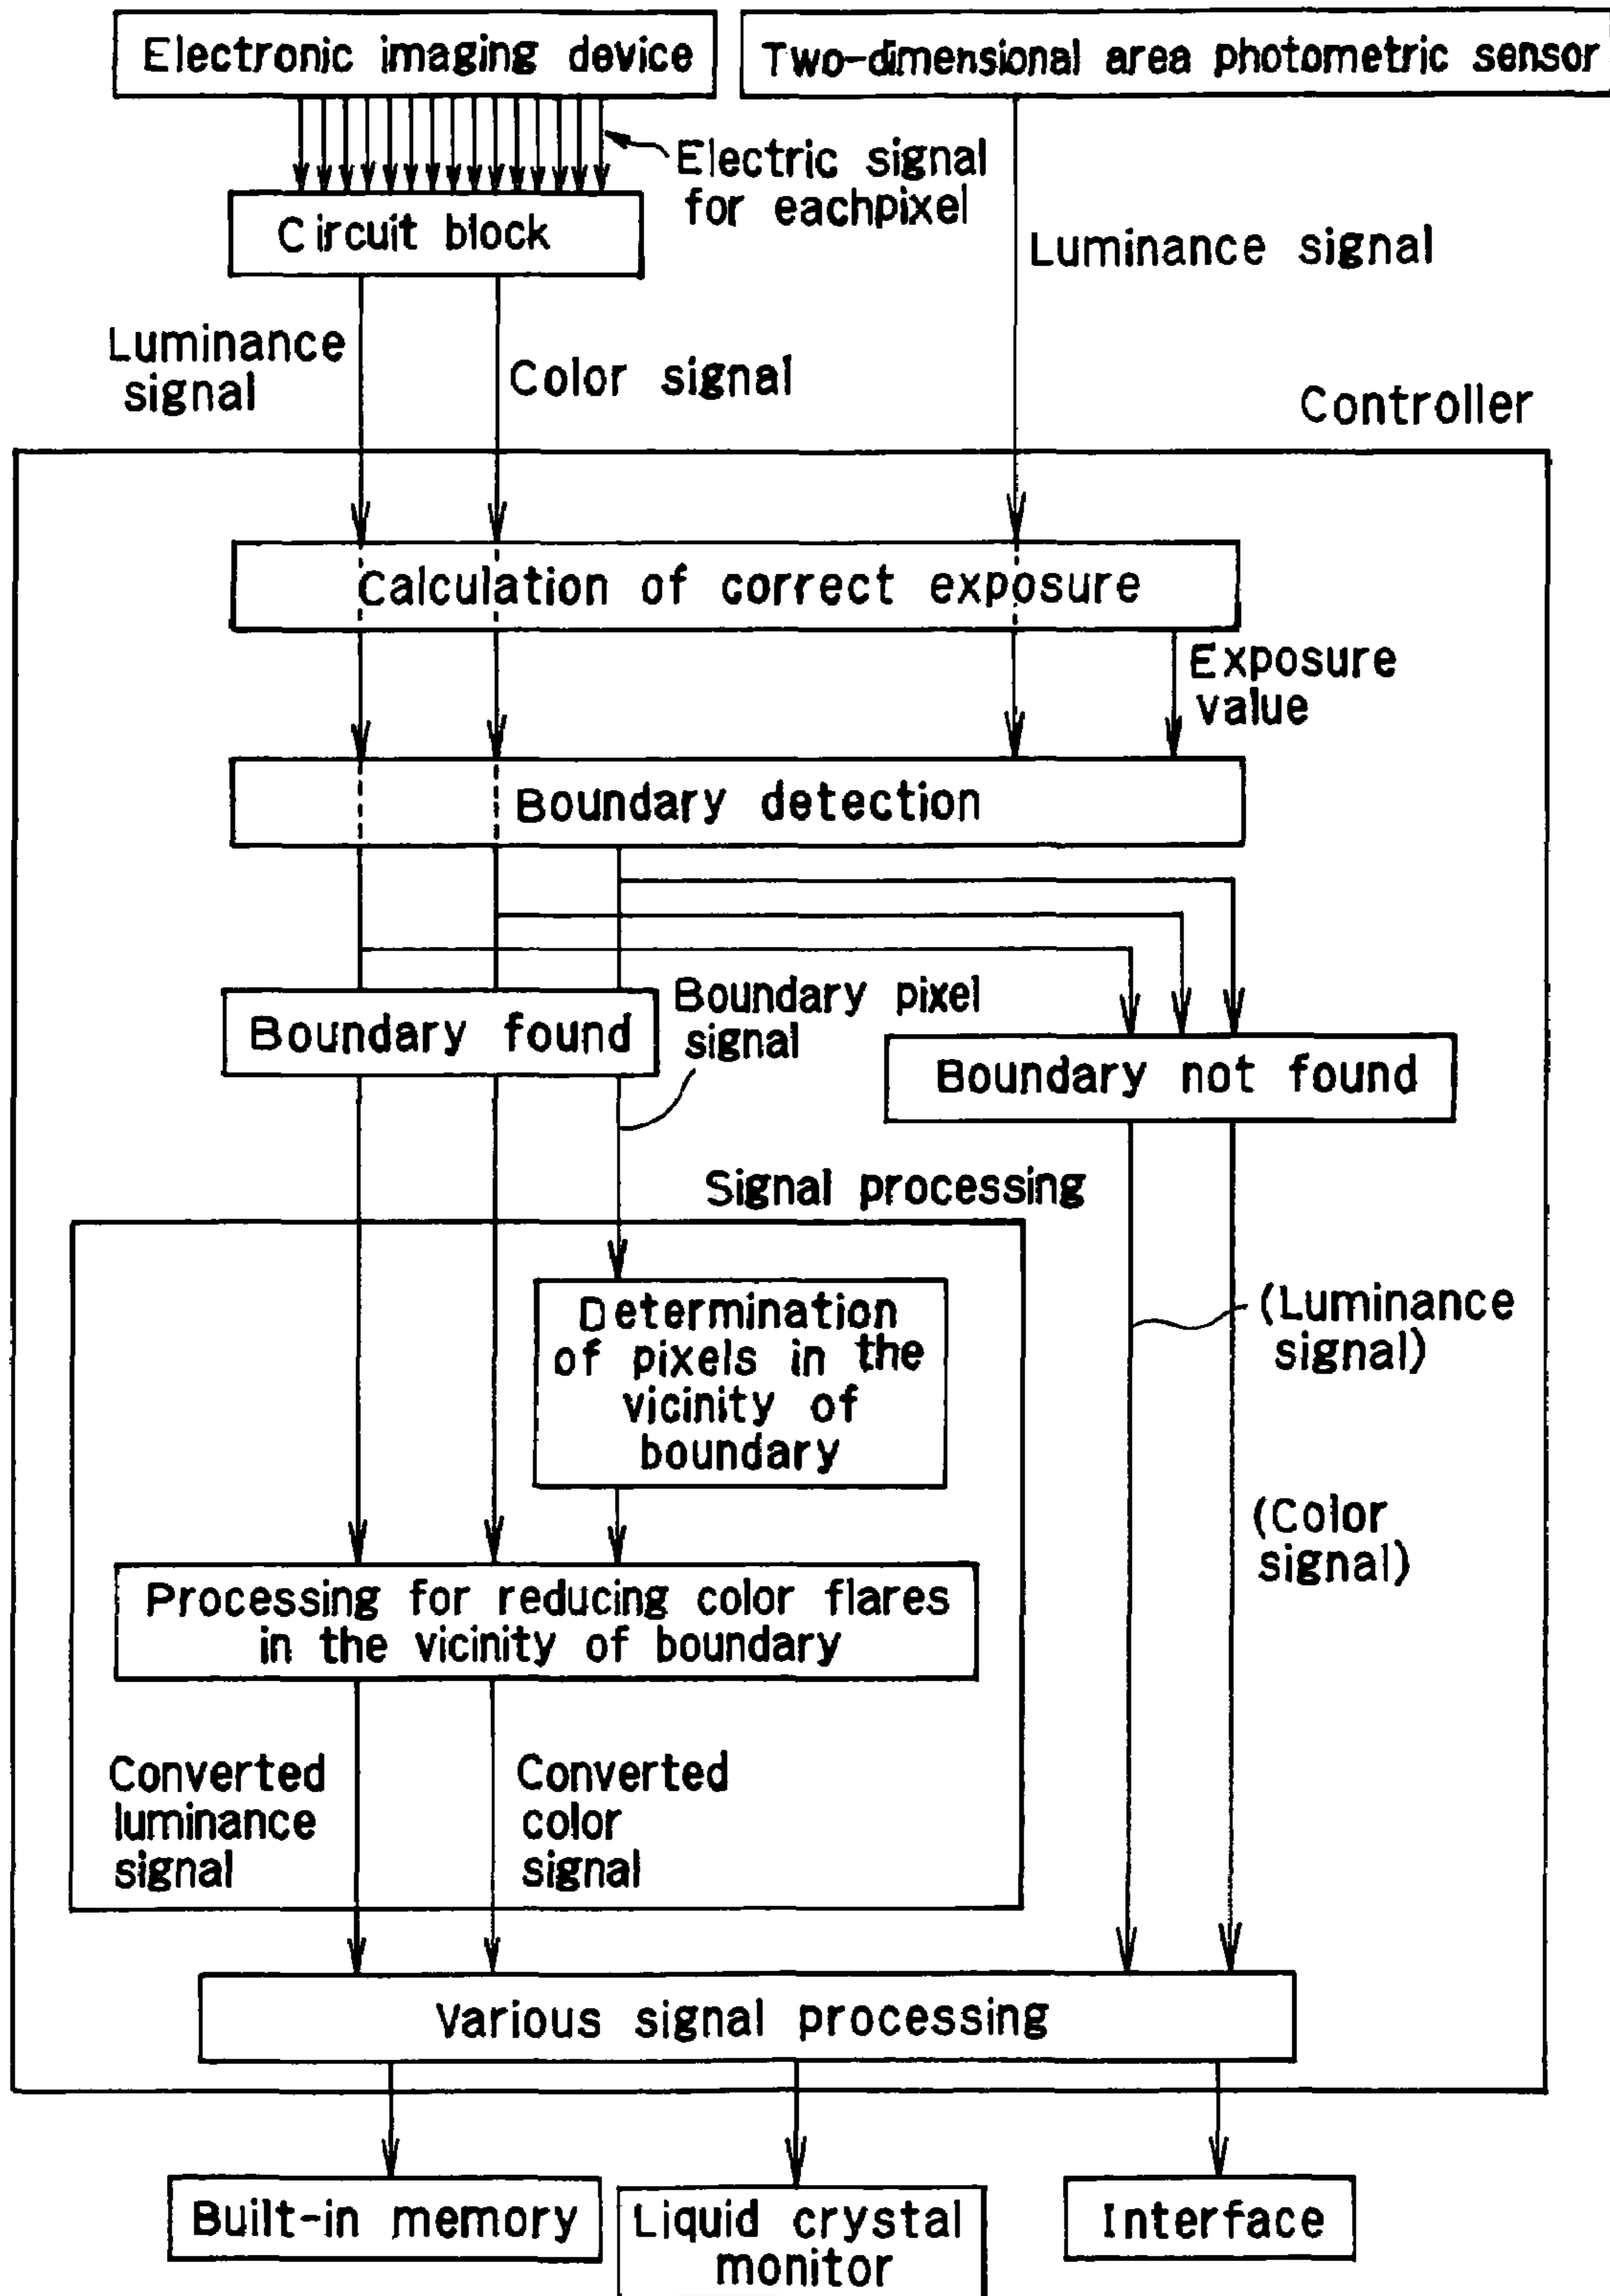 Electronic imaging device
Two-dimensional area photometric sensor
Electric signal
for eachpixel
Circuit block
Luminance signal
Luminance
signal
Color signal
Controller
Calculation of correct exposure
Exposure
value
Boundary detection
Boundary pixel
signal
Boundary found
Boundary not found
Signal processing
Determination
of pixels in the
vicinity of
boundary
(Luminance
signal)
(Color
signal)
Processing for reducing color flares
in the vicinity of boundary
Converted
luminance
signal
Converted
color
signal
Various signal processing
Built-in memory
Liquid crystal
monitor
Interface